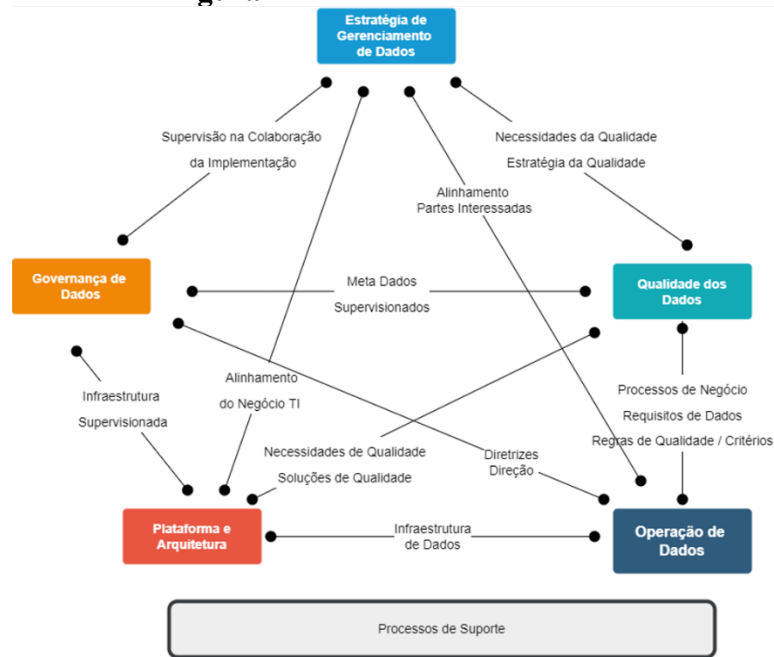 Estratégia de
Gerenciamento
de Dados
Supervisão na Colaboração
da Implementação
Necessidades da Qualidade
Estratégia da Qualidade
Alinhamento
Partes Interessadas
Governança de
Dados
Meta Dados
Supervisionados
Qualidade dos
Dados
Infraestrutura
Supervisionada
Alinhamento
do Negócio TI
Processos de Negócio
Requisitos de Dados
Regras de Qualidade / Critérios
Necessidades de Qualidade
Soluções de Qualidade
Diretrizes
Direção
Plataforma e
Arquitetura
Infraestrutura
de Dados
Operação de
Dados
Processos de Suporte